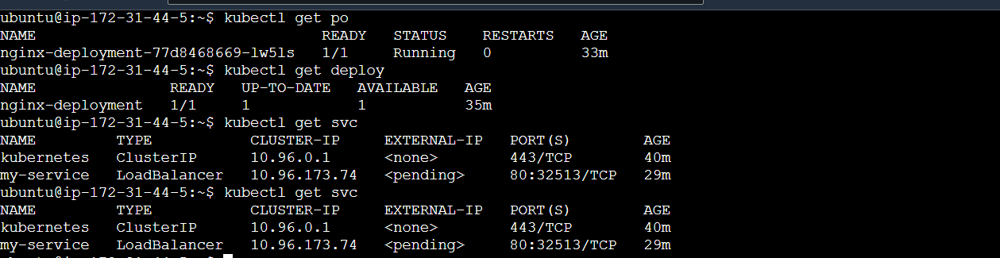 ubuntu@ip-172-31-44-5:~$ kubectl get po
NAME READY STATUS RESTARTS AGE
nginx-deployment-77d8468669-lw5ls 1/1 Running 0 33m
ubuntu@ip-172-31-44-5:~$ kubectl get deploy
NAME READY UP-TO-DATE AVAILABLE AGE
nginx-deployment 1/1 1 1 35m
ubuntu@ip-172-31-44-5:~$ kubectl get svc
NAME TYPE CLUSTER-IP EXTERNAL-IP PORT(S) AGE
kubernetes ClusterIP 10.96.0.1 <none> 443/TCP 40m
my-service LoadBalancer 10.96.173.74 <pending> 80:32513/TCP 29m
ubuntu@ip-172-31-44-5:~$ kubectl get svc
NAME TYPE CLUSTER-IP EXTERNAL-IP PORT(S) AGE
kubernetes ClusterIP 10.96.0.1 <none> 443/TCP 40m
my-service LoadBalancer 10.96.173.74 <pending> 80:32513/TCP 29m